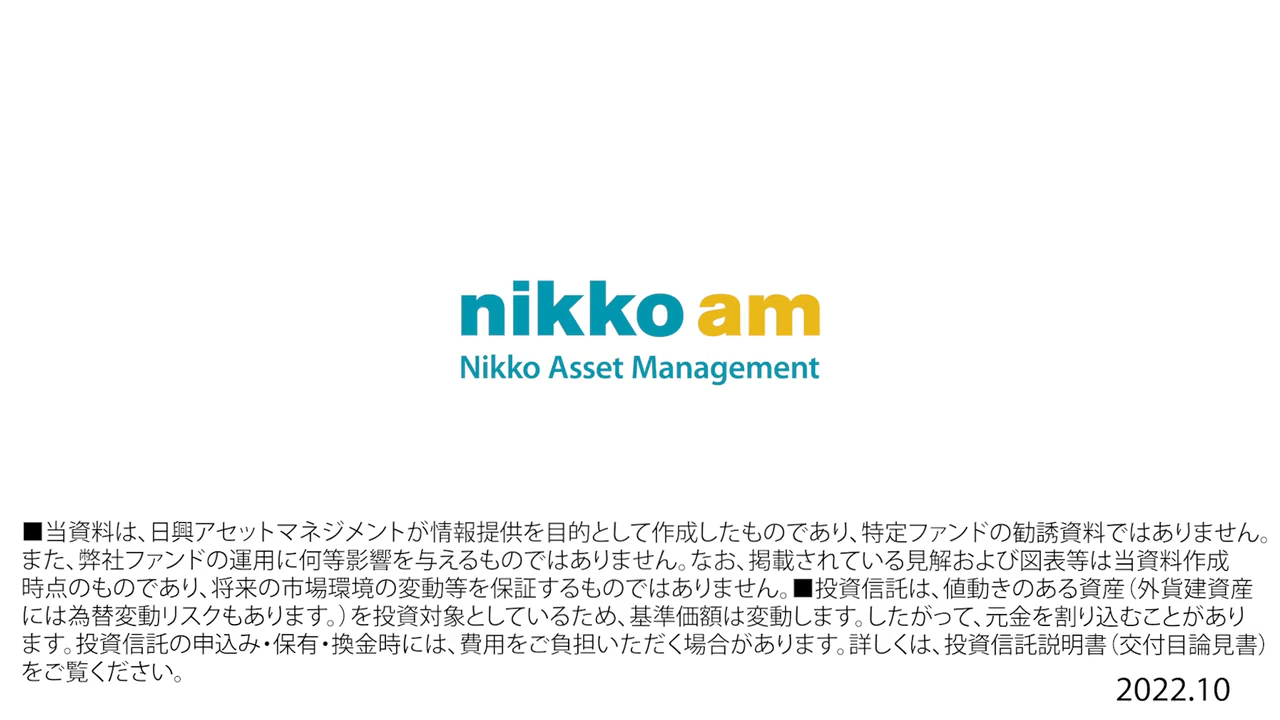 nikko am
Nikko Asset Management
■当資料は、日興アセットマネジメントが情報提供を目的として作成したものであり、特定ファンドの勧誘資料ではありません。
また、弊社ファンドの運用に何等影響を与えるものではありません。なお、掲載されている見解および図表等は当資料作成
時点のものであり、将来の市場環境の変動等を保証するものではありません。■投資信託は、値動きのある資産（外貨建資産
には為替変動リスクもあります。）を投資対象としているため、基準価額は変動します。したがって、元金を割り込むことがあり
ます。投資信託の申込み・保有・換金時には、費用をご負担いただく場合があります。詳しくは、投資信託説明書（交付目論見書）
をご覧ください。
2022.10